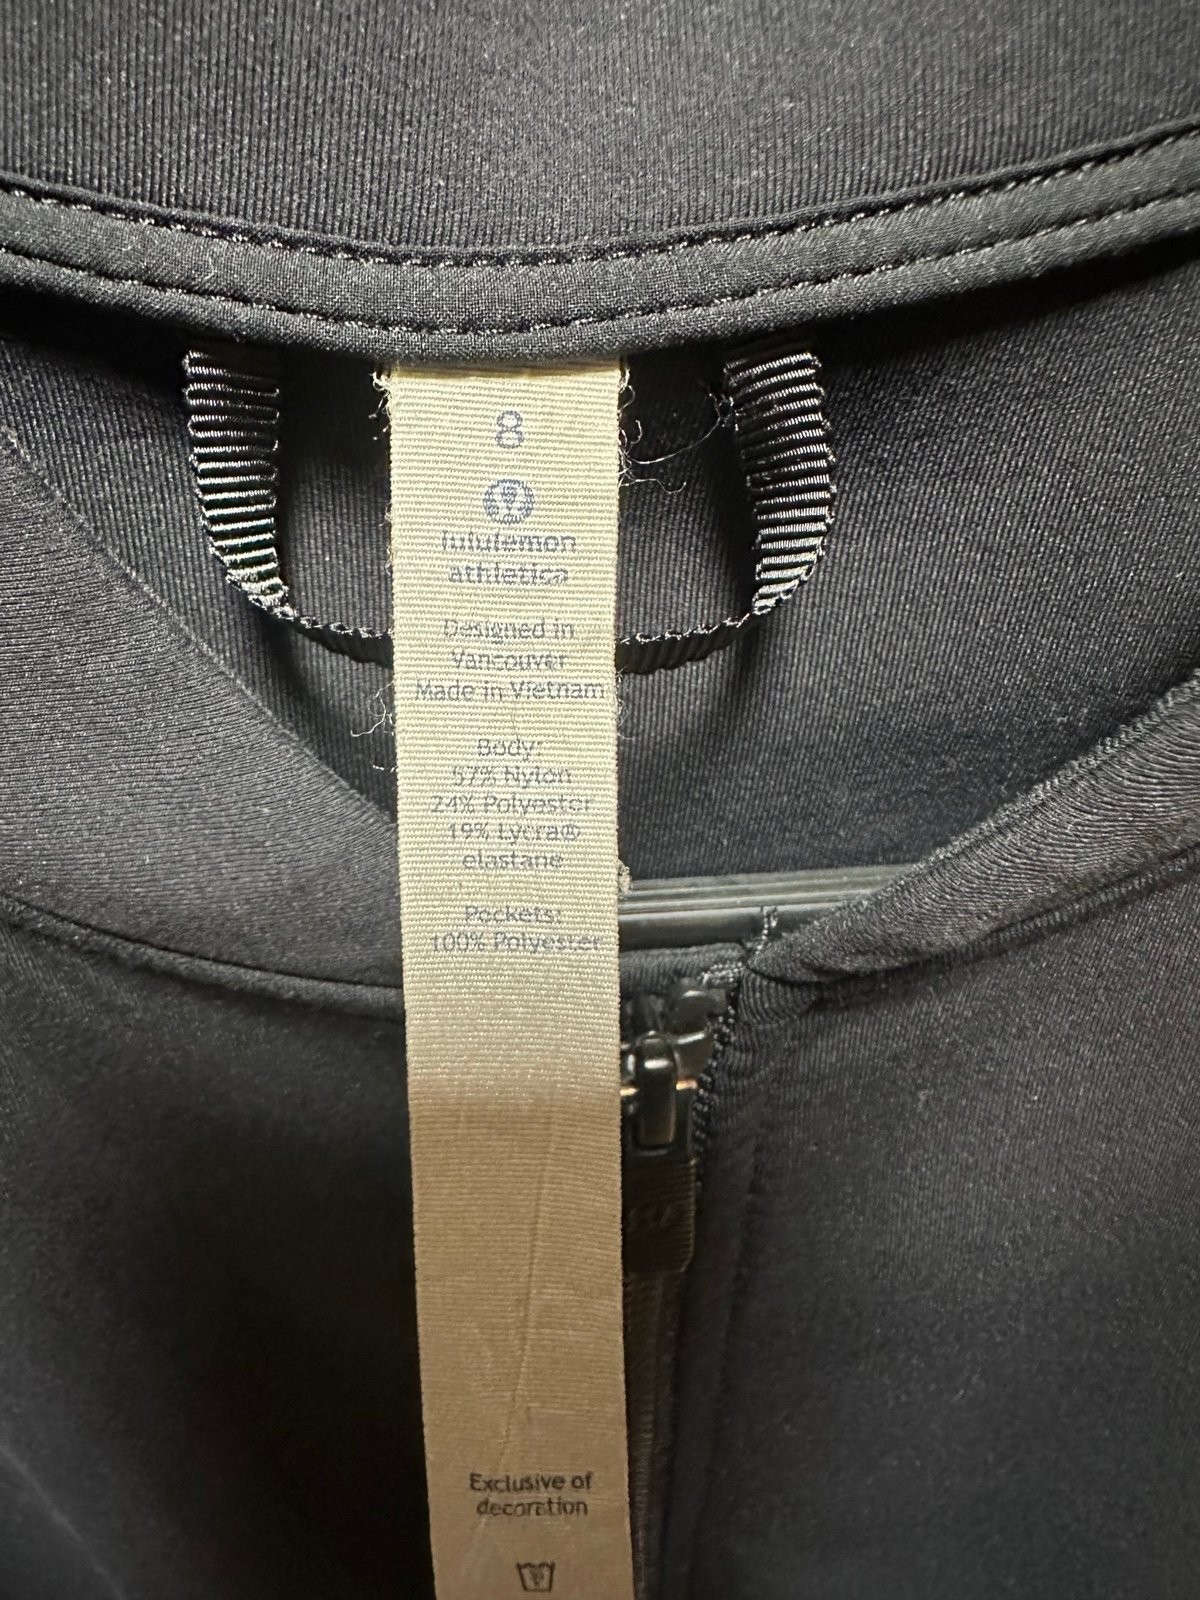 8
lululemon
athletica
Designed in
Vancouver
Made in Vietnam
Body:
57% Nylon
24% Polyester
19% Lycra®
elastane
Pockets:
100% Polyester
Exclusive of
decoration